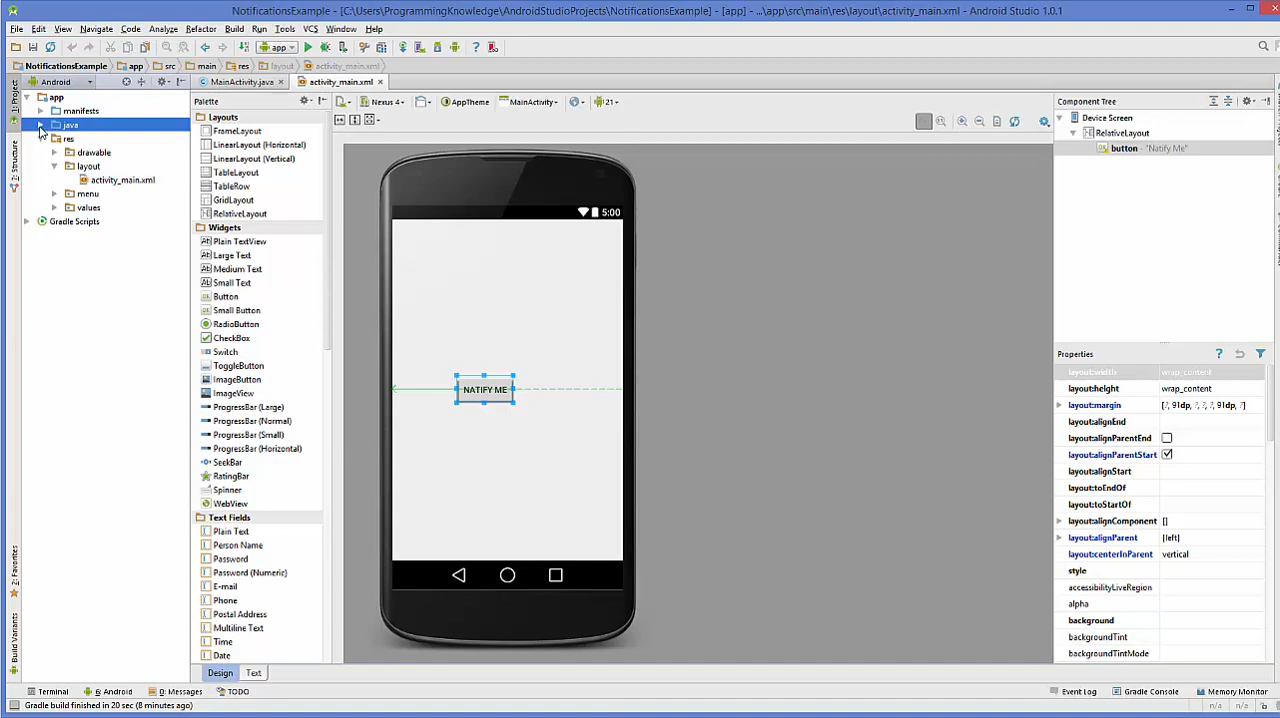 NotificationsExample - [C:\Users\ProgrammingKnowledge\AndroidStudioProjects\NotificationsExample] - [app] - ...\app\src\main\res\layout\activity_main.xml - Android Studio 1.0.1
File Edit View Navigate Code Analyze Refactor Build Run Tools VCS Window Help
app
NotificationsExample app src main res layout activity_main.xml
Android
MainActivity.java activity_main.xml
1: Project
2: Structure
2: Favorites
Build Variants
app
manifests
java
res
drawable
layout
activity_main.xml
menu
values
Gradle Scripts
Palette
Layouts
FrameLayout
LinearLayout (Horizontal)
LinearLayout (Vertical)
TableLayout
TableRow
GridLayout
RelativeLayout
Widgets
Plain TextView
Large Text
Medium Text
Small Text
Button
Small Button
RadioButton
CheckBox
Switch
ToggleButton
ImageButton
ImageView
ProgressBar (Large)
ProgressBar (Normal)
ProgressBar (Small)
ProgressBar (Horizontal)
SeekBar
RatingBar
Spinner
WebView
Text Fields
Plain Text
Person Name
Password
Password (Numeric)
E-mail
Phone
Postal Address
Multiline Text
Time
Date
Design Text
Nexus 4 AppTheme MainActivity 21
5:00
NATIFY ME
Component Tree
Device Screen
RelativeLayout
button - "Natify Me"
Properties
layout:width wrap_content
layout:height wrap_content
layout:margin [?, 91dp, ?, ?, ?, 91dp, ?]
layout:alignEnd
layout:alignParentEnd
layout:alignParentStart
layout:alignStart
layout:toEndOf
layout:toStartOf
layout:alignComponent []
layout:alignParent [left]
layout:centerInParent vertical
style
accessibilityLiveRegion
alpha
background
backgroundTint
backgroundTintMode
Terminal 6: Android 0: Messages TODO
Event Log Gradle Console Memory Monitor
Gradle build finished in 20 sec (8 minutes ago)
n/a n/a